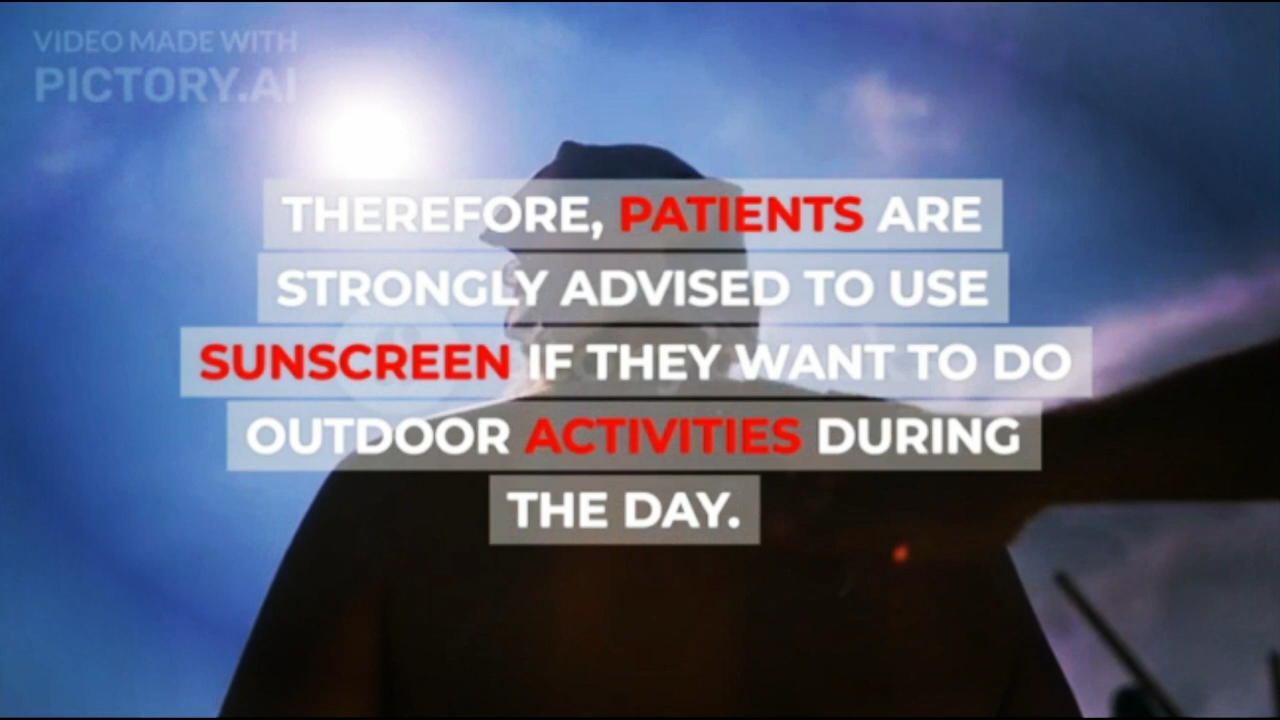 VIDEO MADE WITH
PICTORY.AI
THEREFORE, PATIENTS ARE
STRONGLY ADVISED TO USE
SUNSCREEN IF THEY WANT TO DO
OUTDOOR ACTIVITIES DURING
THE DAY.